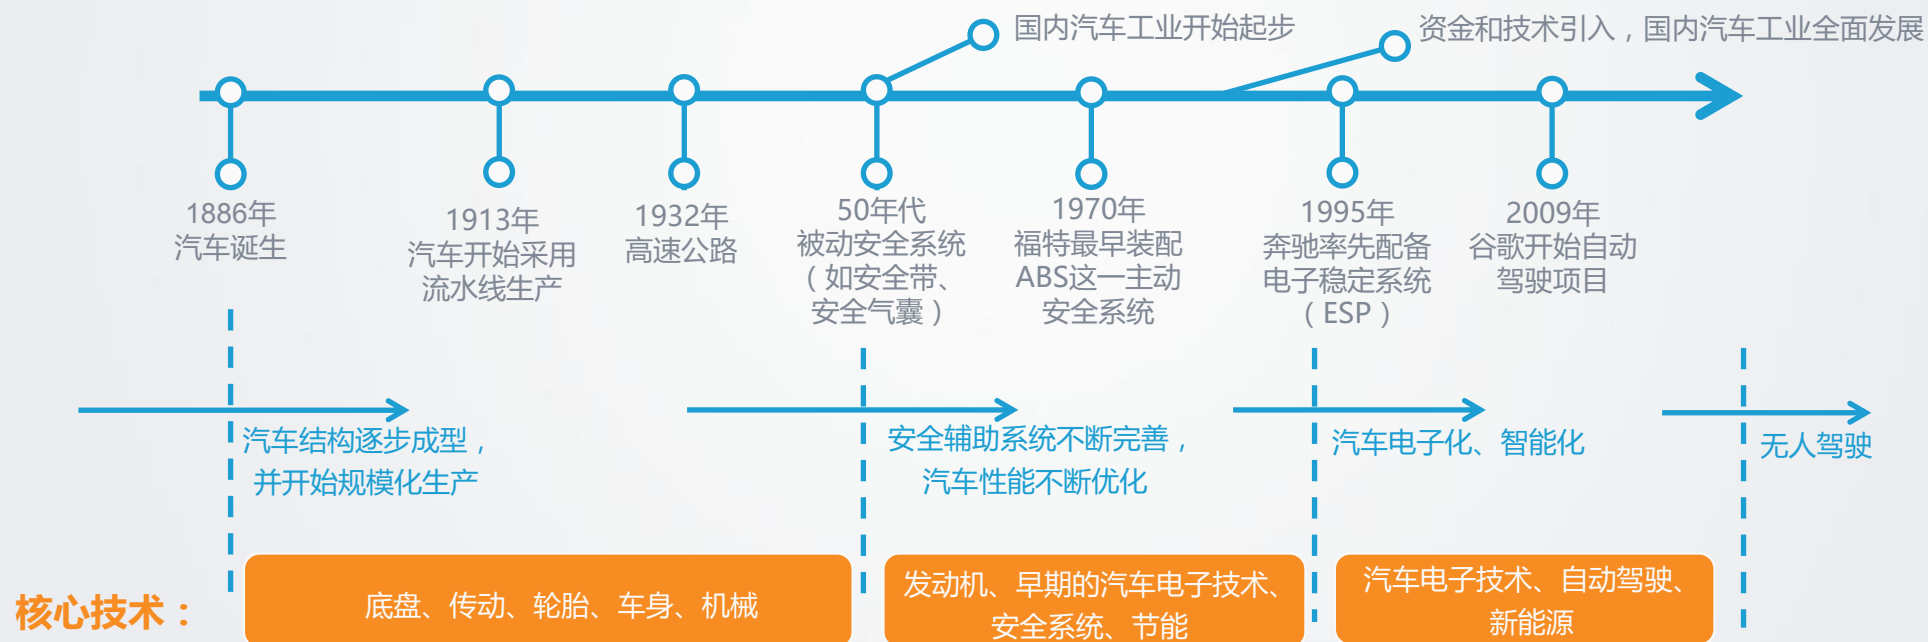 国内汽车工业开始起步
资金和技术引入，国内汽车工业全面发展
1886年
汽车诞生
1913年
汽车开始采用
流水线生产
1932年
高速公路
50年代
被动安全系统
（如安全带、
安全气囊）
1970年
福特最早装配
ABS这一主动
安全系统
1995年
奔驰率先配备
电子稳定系统
（ESP）
2009年
谷歌开始自动
驾驶项目
汽车结构逐步成型，
并开始规模化生产
安全辅助系统不断完善，
汽车性能不断优化
汽车电子化、智能化
无人驾驶
核心技术：
底盘、传动、轮胎、车身、机械
发动机、早期的汽车电子技术、
安全系统、节能
汽车电子技术、自动驾驶、
新能源